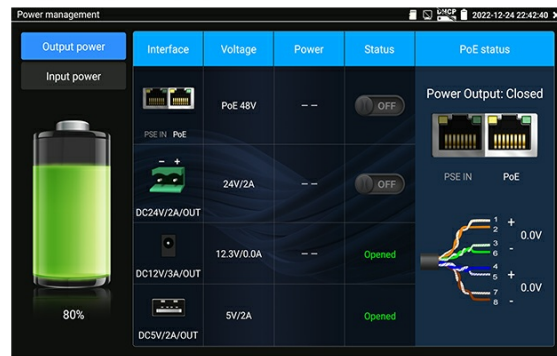 Power management
DHCP
2022-12-24 22:42:40 ×
Output power
Input power
80%
Interface Voltage Power Status PoE status
PSE IN PoE
PoE 48V -- OFF
- +
DC24V/2A/OUT
24V/2A -- OFF
DC12V/3A/OUT
12.3V/0.0A -- Opened
DC5V/2A/OUT
5V/2A Opened
Power Output: Closed
PSE IN PoE
1 +
2
0.0V
3 -
6
4 +
5
0.0V
7
8 -